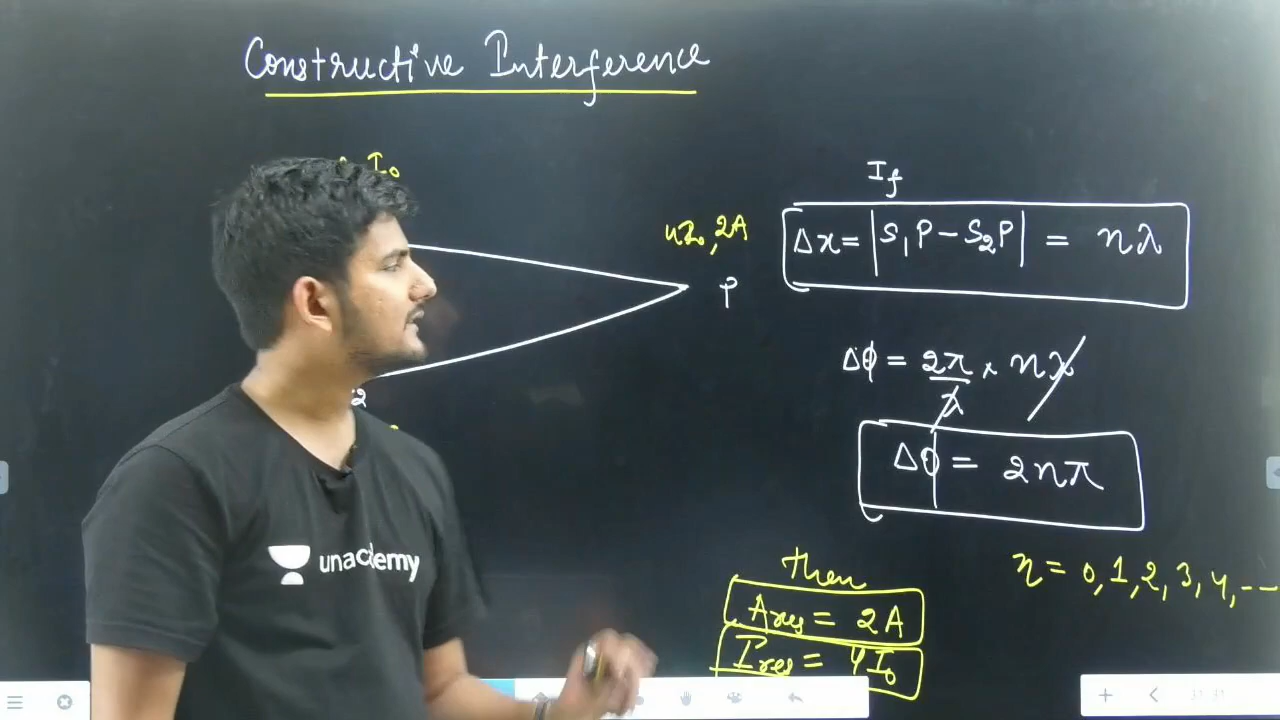 Constructive Interference
I₀
4I₀, 2A
P
2
If
Δx = |S₁P - S₂P| = nλ
Δϕ = 2π/λ × nλ
Δϕ = 2nπ
n = 0, 1, 2, 3, 4, --
then
Ares = 2A
Ires = 4I₀
unacademy